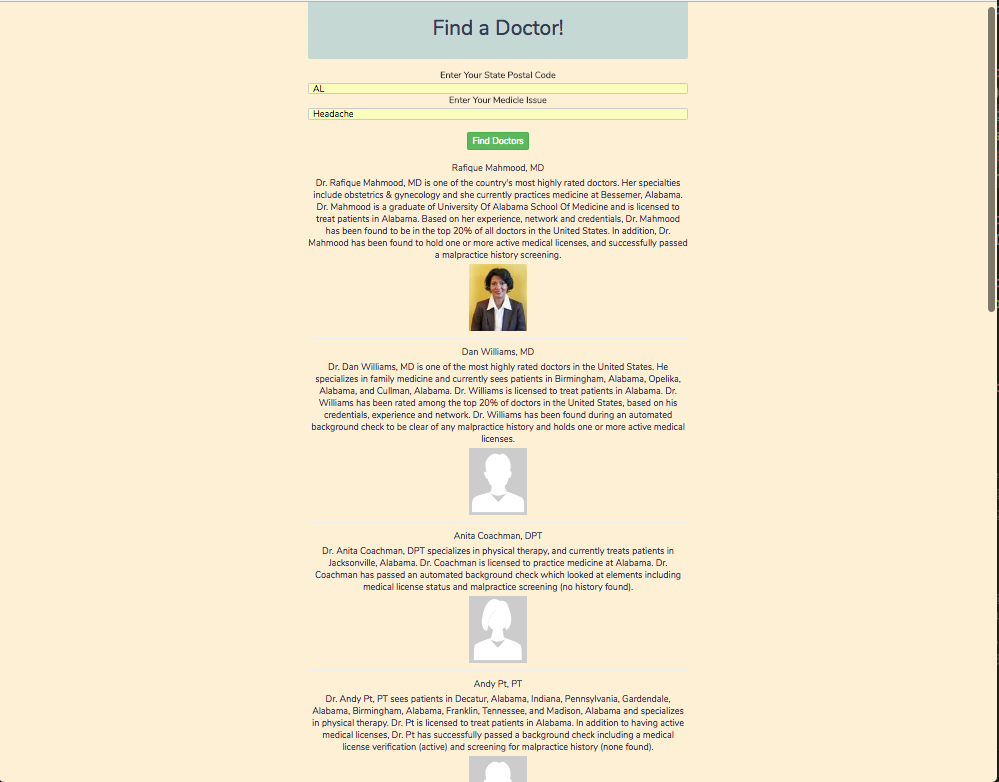 Find a Doctor!
Enter Your State Postal Code
AL
Enter Your Medicle Issue
Headache
Find Doctors
Rafique Mahmood, MD
Dr. Rafique Mahmood, MD is one of the country's most highly rated doctors. Her specialties
include obstetrics & gynecology and she currently practices medicine at Bessemer, Alabama.
Dr. Mahmood is a graduate of University Of Alabama School Of Medicine and is licensed to
treat patients in Alabama. Based on her experience, network and credentials, Dr. Mahmood
has been found to be in the top 20% of all doctors in the United States. In addition, Dr.
Mahmood has been found to hold one or more active medical licenses, and successfully passed
a malpractice history screening.
Dan Williams, MD
Dr. Dan Williams, MD is one of the most highly rated doctors in the United States. He
specializes in family medicine and currently sees patients in Birmingham, Alabama, Opelika,
Alabama, and Cullman, Alabama. Dr. Williams is licensed to treat patients in Alabama. Dr.
Williams has been rated among the top 20% of doctors in the United States, based on his
credentials, experience and network. Dr. Williams has been found during an automated
background check to be clear of any malpractice history and holds one or more active medical
licenses.
Anita Coachman, DPT
Dr. Anita Coachman, DPT specializes in physical therapy, and currently treats patients in
Jacksonville, Alabama. Dr. Coachman is licensed to practice medicine at Alabama. Dr.
Coachman has passed an automated background check which looked at elements including
medical license status and malpractice screening (no history found).
Andy Pt, PT
Dr. Andy Pt, PT sees patients in Decatur, Alabama, Indiana, Pennsylvania, Gardendale,
Alabama, Birmingham, Alabama, Franklin, Tennessee, and Madison, Alabama and specializes
in physical therapy. Dr. Pt is licensed to treat patients in Alabama. In addition to having active
medical licenses, Dr. Pt has successfully passed a background check including a medical
license verification (active) and screening for malpractice history (none found).